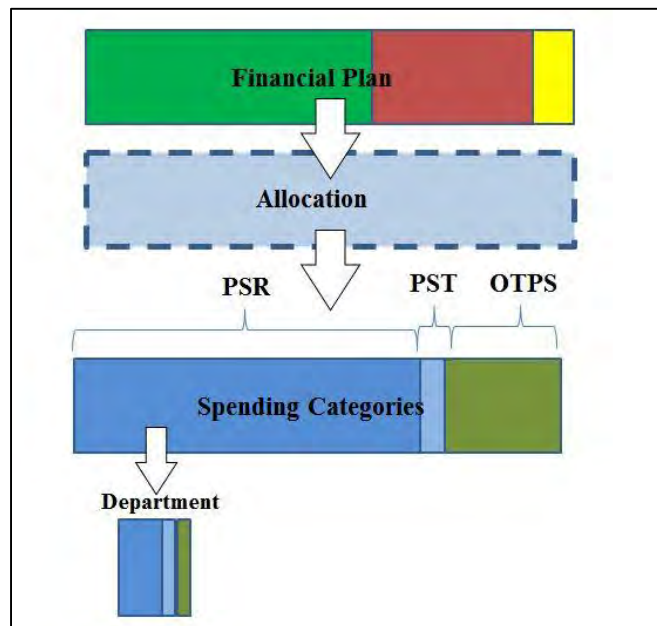 Financial Plan
Allocation
PSR PST OTPS
Spending Categories
Department